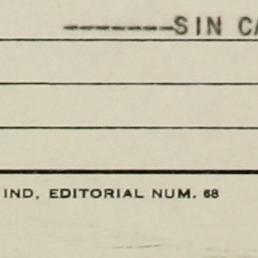 -------SIN CA
IND, EDITORIAL NUM. 68